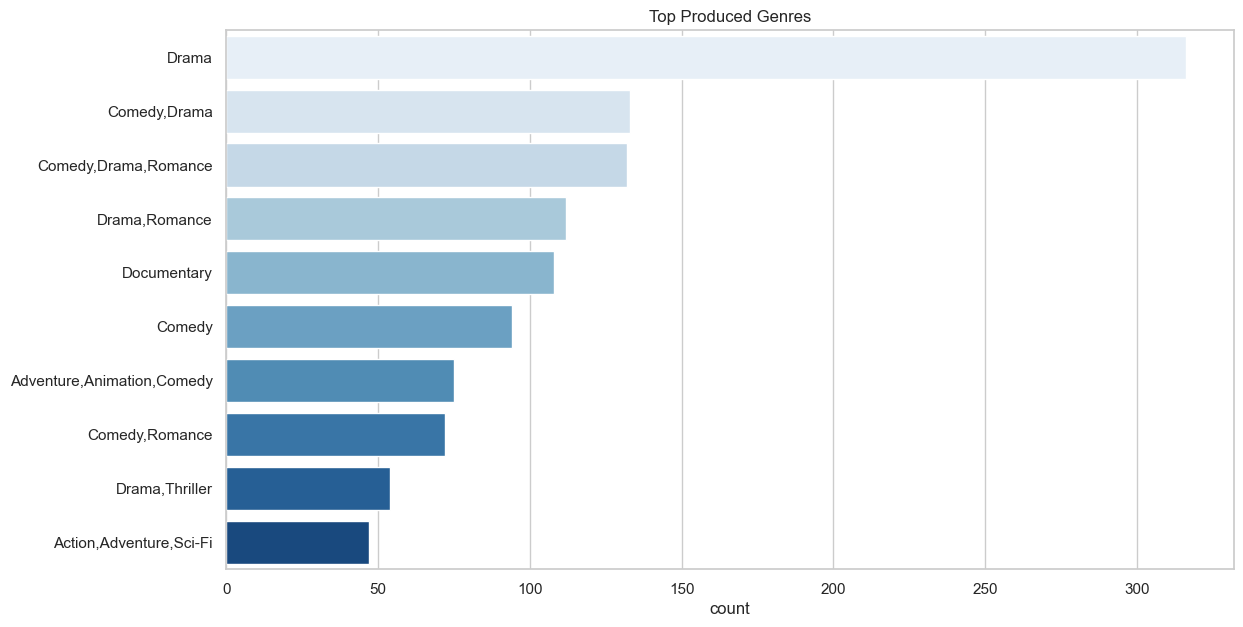 Top Produced Genres
Drama
Comedy,Drama
Comedy,Drama,Romance
Drama,Romance
Documentary
Comedy
Adventure,Animation,Comedy
Comedy,Romance
Drama,Thriller
Action,Adventure,Sci-Fi
0 50 100 150 200 250 300
count